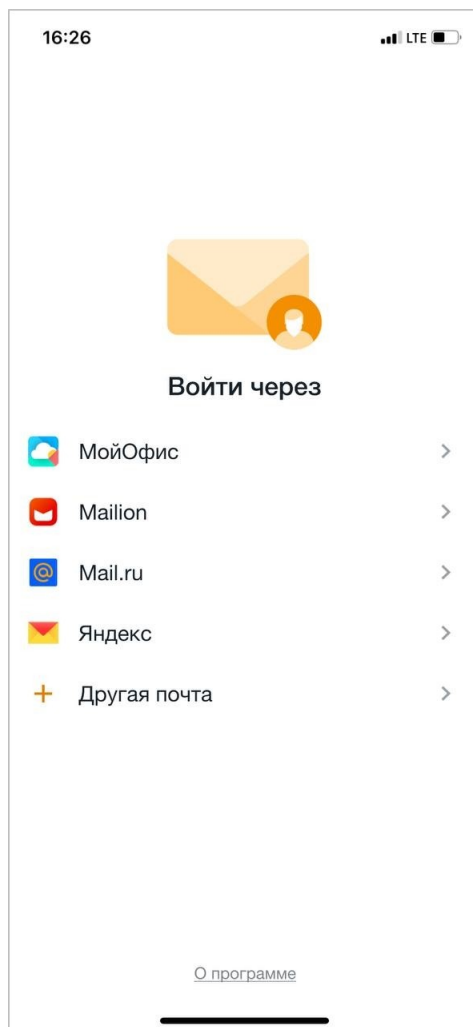 16:26 LTE
Войти через
МойОфис
Mailion
Mail.ru
Яндекс
Другая почта
О программе